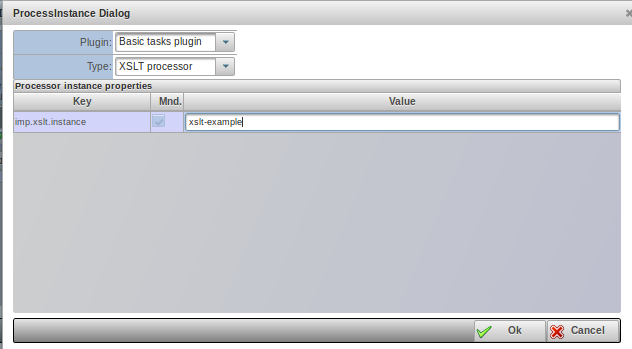 ProcessInstance Dialog
Plugin: Basic tasks plugin
Type: XSLT processor
Processor instance properties
Key Mnd. Value
imp.xslt.instance xslt-example
Ok Cancel